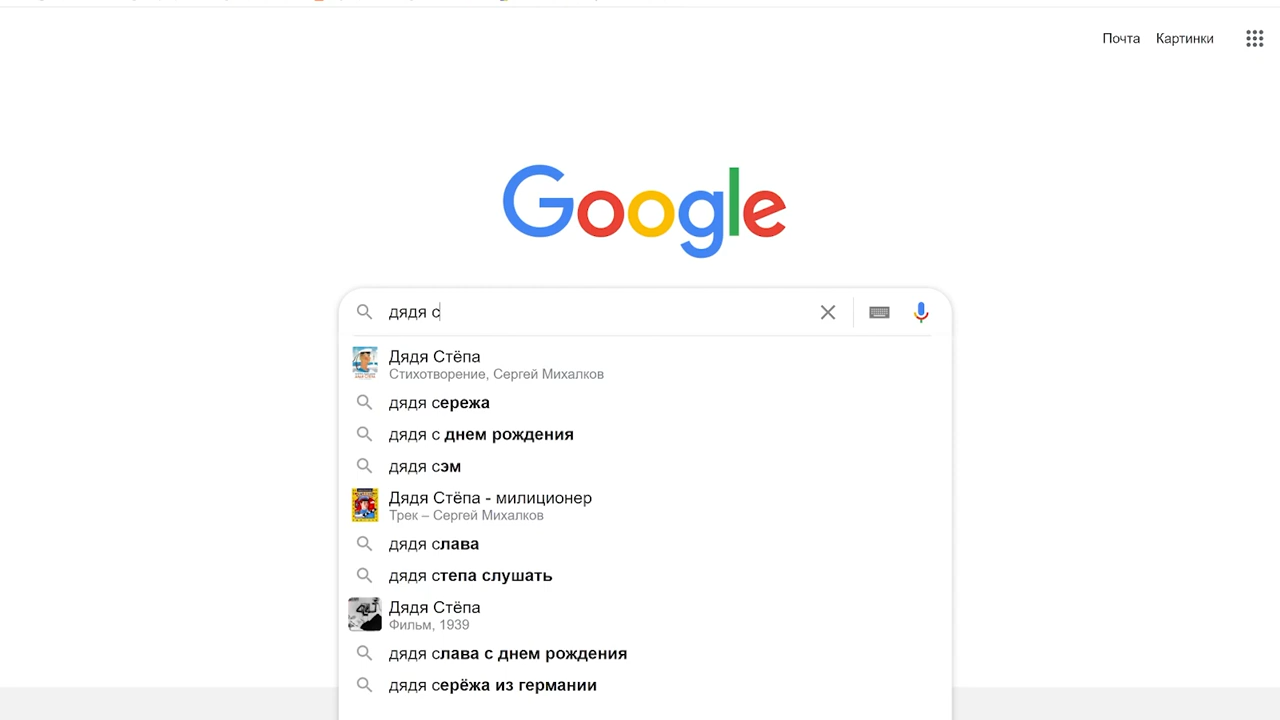 Почта Картинки
Google
дядя с
Дядя Стёпа
Стихотворение, Сергей Михалков
дядя сережа
дядя с днем рождения
дядя сэм
Дядя Стёпа - милиционер
Трек – Сергей Михалков
дядя слава
дядя степа слушать
Дядя Стёпа
Фильм, 1939
дядя слава с днем рождения
дядя серёжа из германии